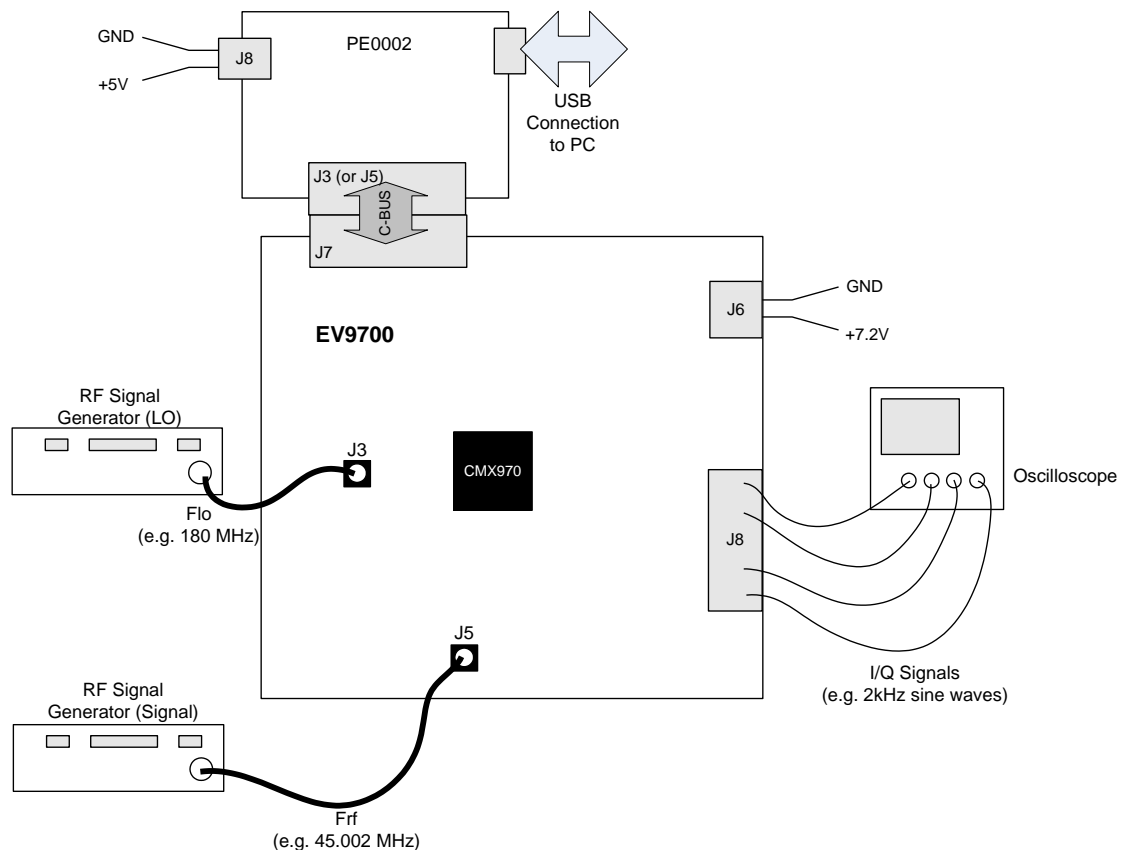 GND
+5V
J8
PE0002
USB
Connection
to PC
J3 (or J5)
C-BUS
J7
EV9700
J6
GND
+7.2V
RF Signal
Generator (LO)
J3
Flo
(e.g. 180 MHz)
CMX970
Oscilloscope
J8
J5
I/Q Signals
(e.g. 2kHz sine waves)
RF Signal
Generator (Signal)
Frf
(e.g. 45.002 MHz)